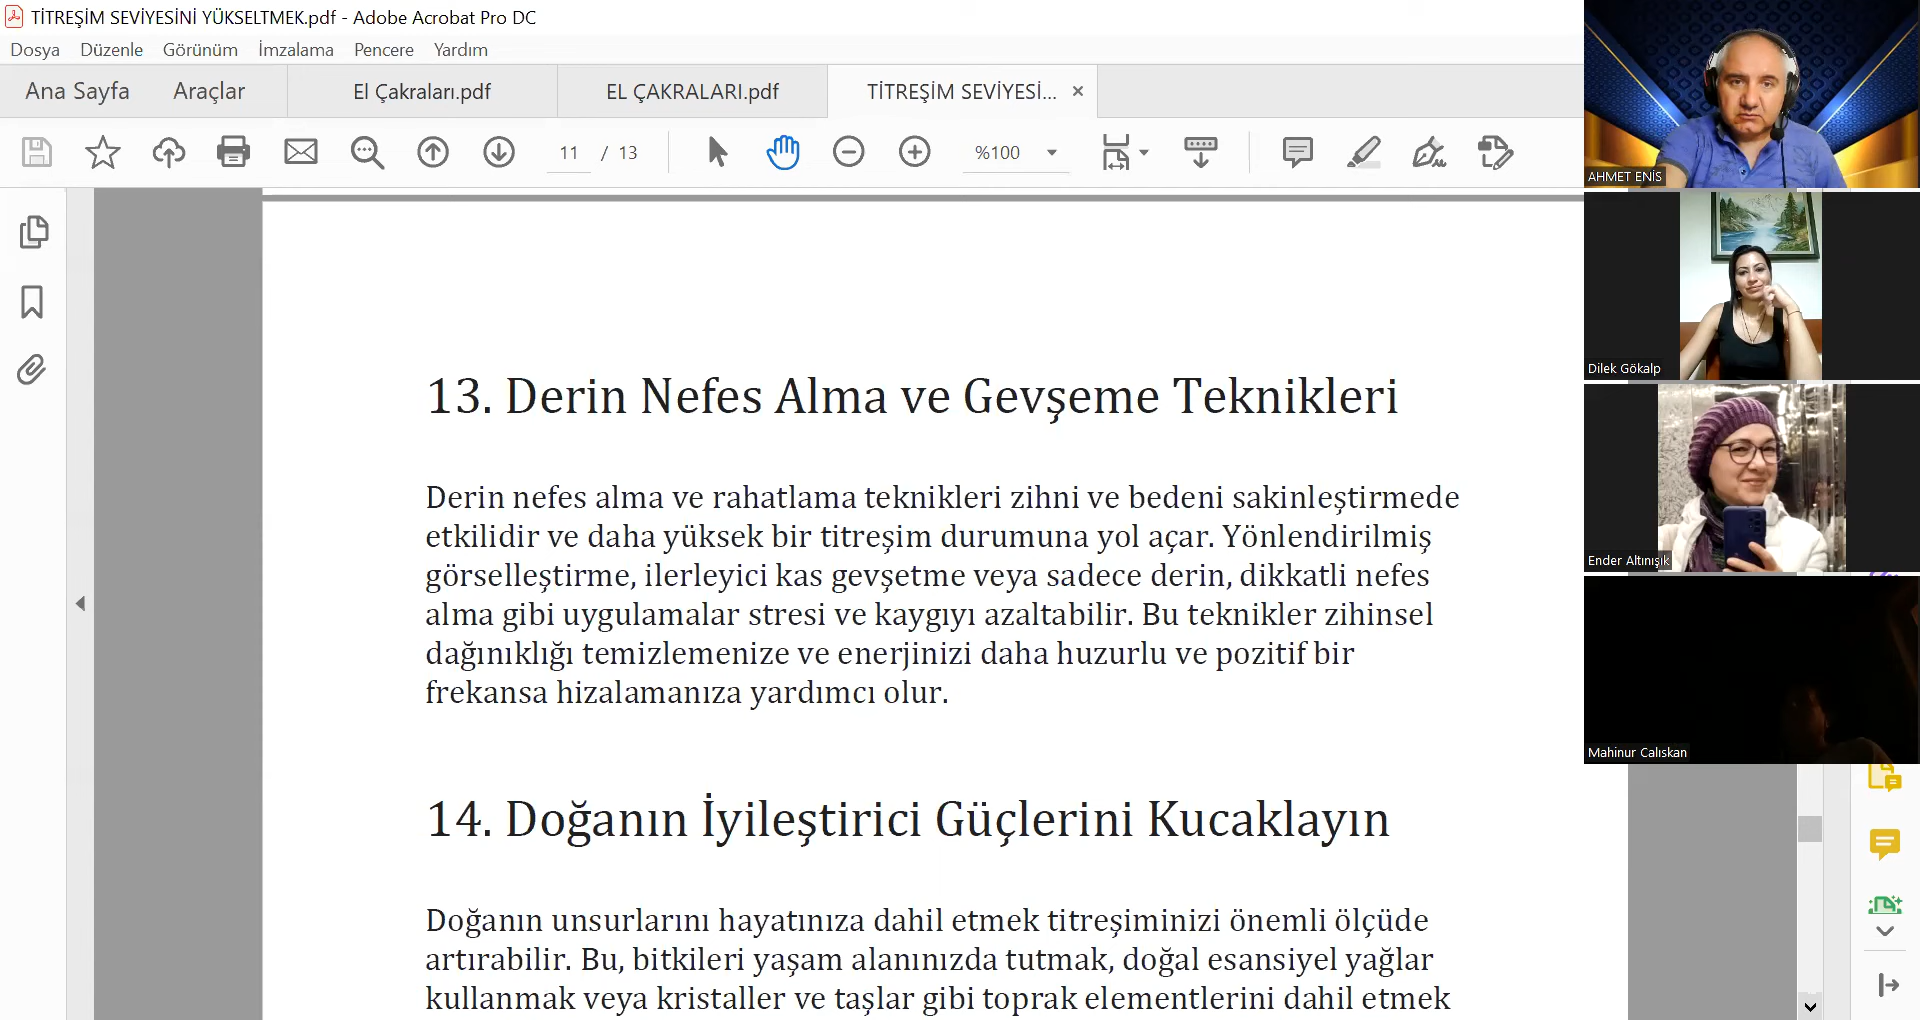 TİTREŞİM SEVİYESİNİ YÜKSELTMEK.pdf - Adobe Acrobat Pro DC
Dosya Düzenle Görünüm İmzalama Pencere Yardım
Ana Sayfa Araçlar El Çakraları.pdf EL ÇAKRALARI.pdf TİTREŞİM SEVİYESİ... ×
11 / 13 %100
AHMET ENİS
Dilek Gökalp
Ender Altınışık
Mahinur Calıskan
13. Derin Nefes Alma ve Gevşeme Teknikleri
Derin nefes alma ve rahatlama teknikleri zihni ve bedeni sakinleştirmede
etkilidir ve daha yüksek bir titreşim durumuna yol açar. Yönlendirilmiş
görselleştirme, ilerleyici kas gevşetme veya sadece derin, dikkatli nefes
alma gibi uygulamalar stresi ve kaygıyı azaltabilir. Bu teknikler zihinsel
dağınıklığı temizlemenize ve enerjinizi daha huzurlu ve pozitif bir
frekansa hizalamanıza yardımcı olur.
14. Doğanın İyileştirici Güçlerini Kucaklayın
Doğanın unsurlarını hayatınıza dahil etmek titreşiminizi önemli ölçüde
artırabilir. Bu, bitkileri yaşam alanınızda tutmak, doğal esansiyel yağlar
kullanmak veya kristaller ve taşlar gibi toprak elementlerini dahil etmek